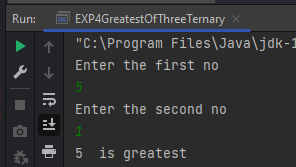 Run: EXP4GreatestOfThreeTernary ×
"C:\Program Files\Java\jdk-1
Enter the first no
5
Enter the second no
1
5  is greatest